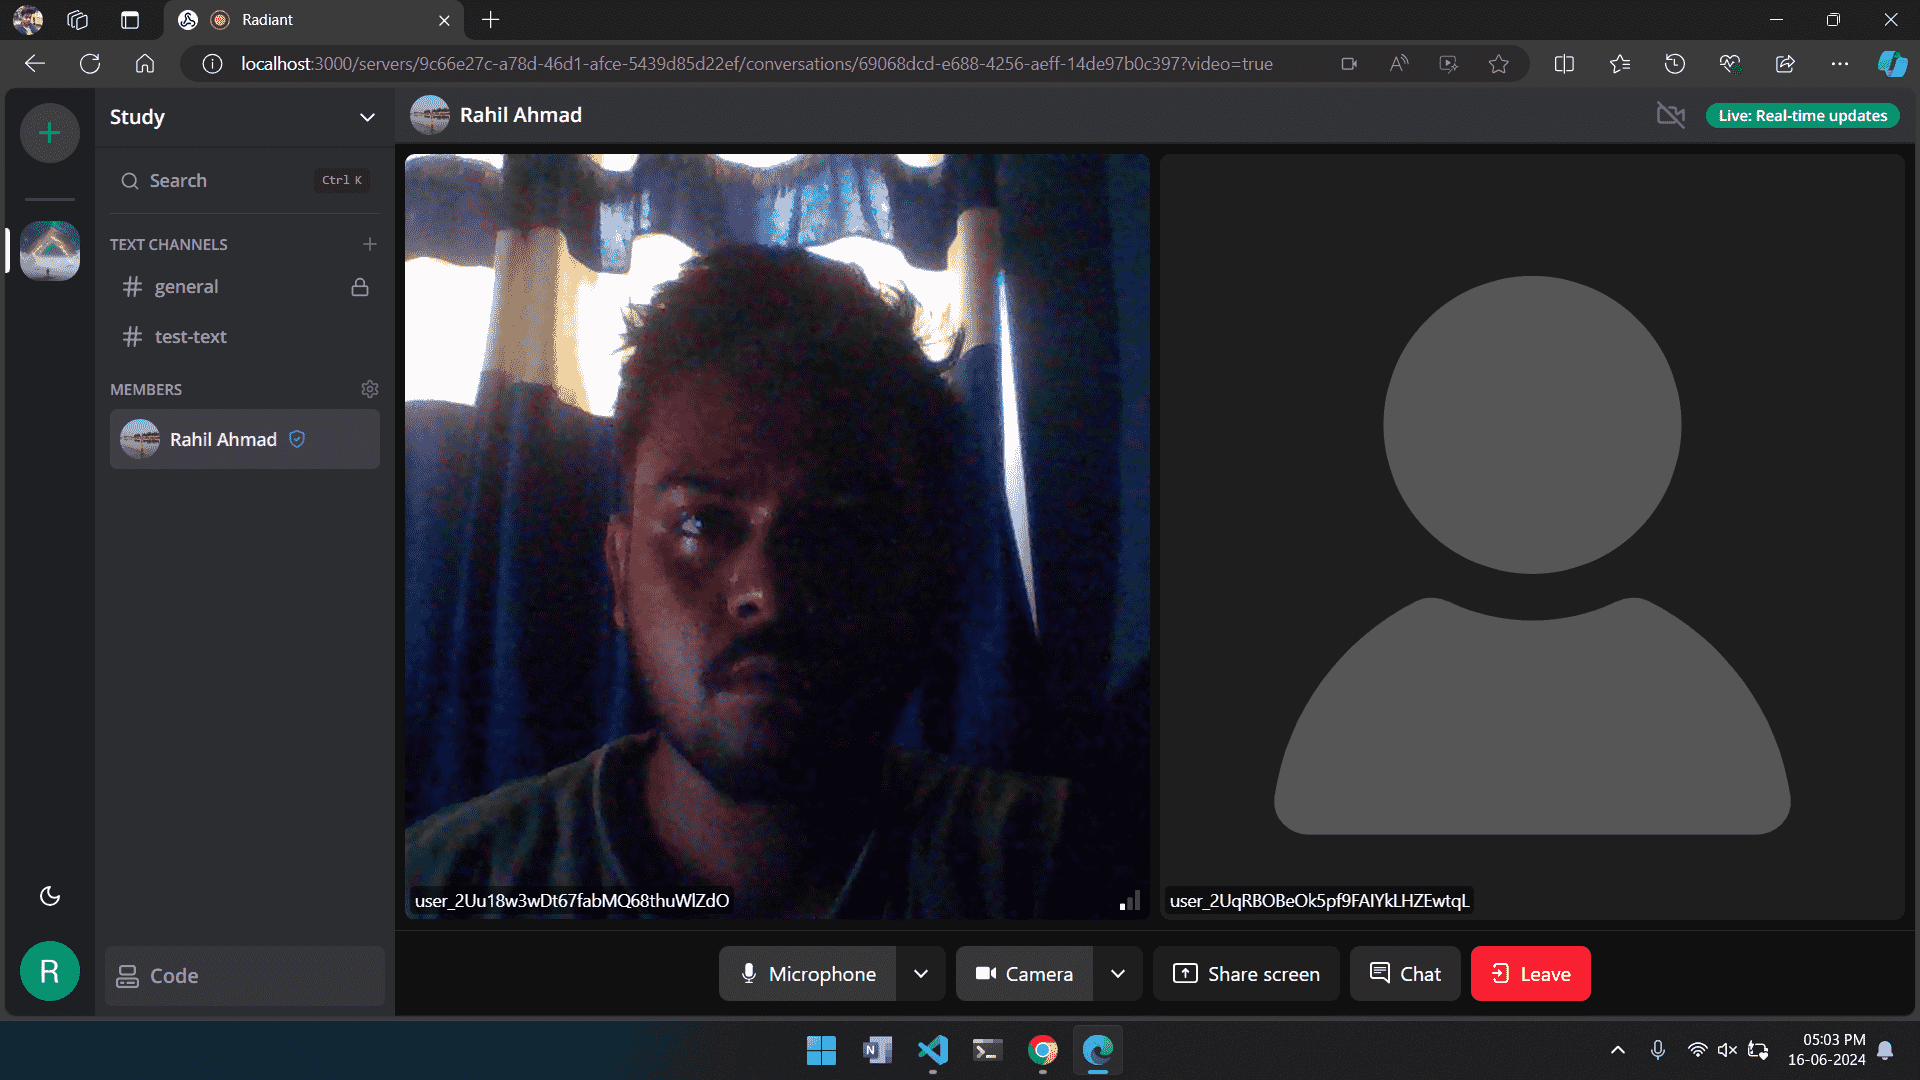 Radiant
localhost:3000/servers/9c66e27c-a78d-46d1-afce-5439d85d22ef/conversations/69068dcd-e688-4256-aeff-14de97b0c397?video=true
Study
Rahil Ahmad
Live: Real-time updates
Search
Ctrl K
TEXT CHANNELS
general
test-text
MEMBERS
Rahil Ahmad
user_2Uu18w3wDt67fabMQ68thuWlZdO
user_2UqRBOBeOk5pf9FAlYkLHZEwtqL
R
Code
Microphone
Camera
Share screen
Chat
Leave
N
05:03 PM
16-06-2024